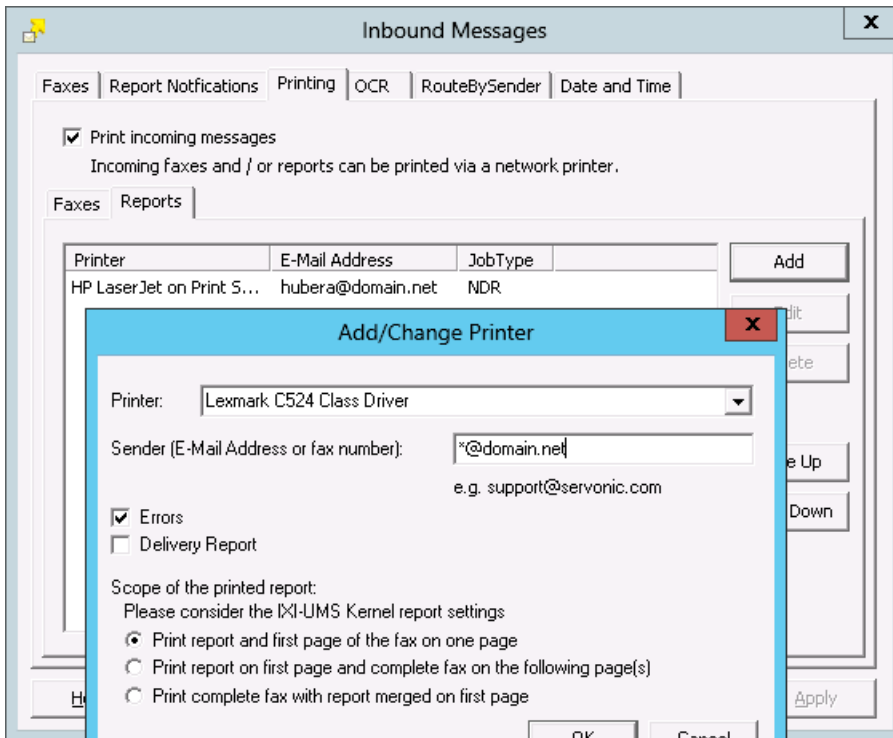 Inbound Messages
x
Faxes Report Notfications Printing OCR RouteBySender Date and Time
Print incoming messages
Incoming faxes and / or reports can be printed via a network printer.
Faxes Reports
Printer E-Mail Address JobType
Add
HP LaserJet on Print S... hubera@domain.net NDR
Add/Change Printer
x
Printer: Lexmark C524 Class Driver
Sender (E-Mail Address or fax number): *@domain.net
e.g. support@servonic.com
Up
Errors
Down
Delivery Report
Scope of the printed report:
Please consider the IXI-UMS Kernel report settings
Print report and first page of the fax on one page
Print report on first page and complete fax on the following page(s)
Print complete fax with report merged on first page
Apply
OK Cancel